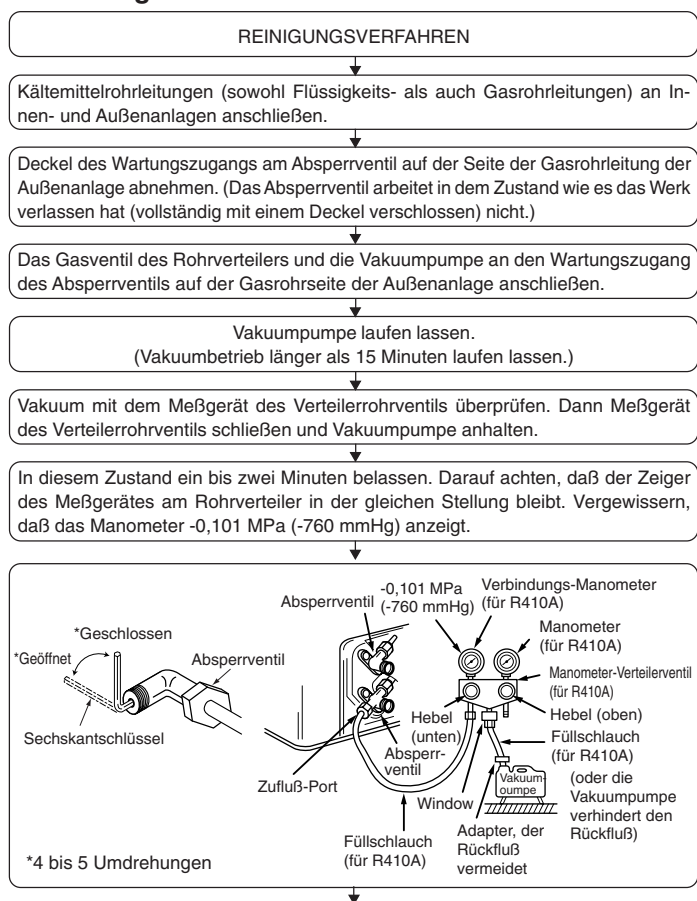 REINIGUNGSVERFAHREN
Kältemittelrohrleitungen (sowohl Flüssigkeits- als auch Gasrohrleitungen) an In-
nen- und Außenanlagen anschließen.
Deckel des Wartungszugangs am Absperrventil auf der Seite der Gasrohrleitung der
Außenanlage abnehmen. (Das Absperrventil arbeitet in dem Zustand wie es das Werk
verlassen hat (vollständig mit einem Deckel verschlossen) nicht.)
Das Gasventil des Rohrverteilers und die Vakuumpumpe an den Wartungszugang
des Absperrventils auf der Gasrohrseite der Außenanlage anschließen.
Vakuumpumpe laufen lassen.
(Vakuumbetrieb länger als 15 Minuten laufen lassen.)
Vakuum mit dem Meßgerät des Verteilerrohrventils überprüfen. Dann Meßgerät
des Verteilerrohrventils schließen und Vakuumpumpe anhalten.
In diesem Zustand ein bis zwei Minuten belassen. Darauf achten, daß der Zeiger
des Meßgerätes am Rohrverteiler in der gleichen Stellung bleibt. Vergewissern,
daß das Manometer -0,101 MPa (-760 mmHg) anzeigt.
*Geschlossen
*Geöffnet
Absperrventil
Sechskantschlüssel
*4 bis 5 Umdrehungen
Absperrventil
-0,101 MPa
(-760 mmHg)
Verbindungs-Manometer
(für R410A)
Manometer
(für R410A)
Manometer-Verteilerventil
(für R410A)
Hebel
(unten)
Hebel (oben)
Absperr-
ventil
Füllschlauch
(für R410A)
Zufluß-Port
Window
Vakuum-
oumpe
(oder die
Vakuumpumpe
verhindert den
Rückfluß)
Füllschlauch
(für R410A)
Adapter, der
Rückfluß
vermeidet